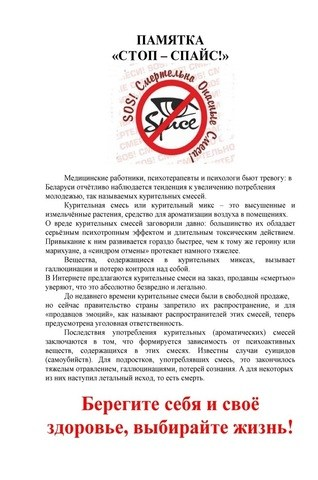 ПАМЯТКА
«СТОП – СПАЙС!»
SOS! Смертельно Опасные Смеси!
Spice
Медицинские работники, психотерапевты и психологи бьют тревогу: в
Беларуси отчётливо наблюдается тенденция к увеличению потребления
молодежью, так называемых курительных смесей.
Курительная смесь или курительный микс – это высушенные и
измельчённые растения, средство для ароматизации воздуха в помещениях.
О вреде курительных смесей заговорили давно: большинство их обладает
серьёзным психотропным эффектом и длительным токсическим действием.
Привыкание к ним развивается гораздо быстрее, чем к тому же героину или
марихуане, а «синдром отмены» протекает намного тяжелее.
Вещества, содержащиеся в курительных миксах, вызывает
галлюцинации и потерю контроля над собой.
В Интернете предлагаются курительные смеси на заказ, продавцы «смертью»
уверяют, что это абсолютно безвредно и легально.
До недавнего времени курительные смеси были в свободной продаже,
но сейчас правительство страны запретило их распространение, и для
«продавцов эмоций», как называют распространителей этих смесей, теперь
предусмотрена уголовная ответственность.
Последствия употребления курительных (ароматических) смесей
заключаются в том, что формируется зависимость от психоактивных
веществ, содержащихся в этих смесях. Известны случаи суицидов
(самоубийств). Для подростков, употреблявших смесь, это закончилось
тяжелым отравлением, галлюцинациями, потерей сознания. А для некоторых
из них наступил летальный исход, то есть смерть.
Берегите себя и своё
здоровье, выбирайте жизнь!